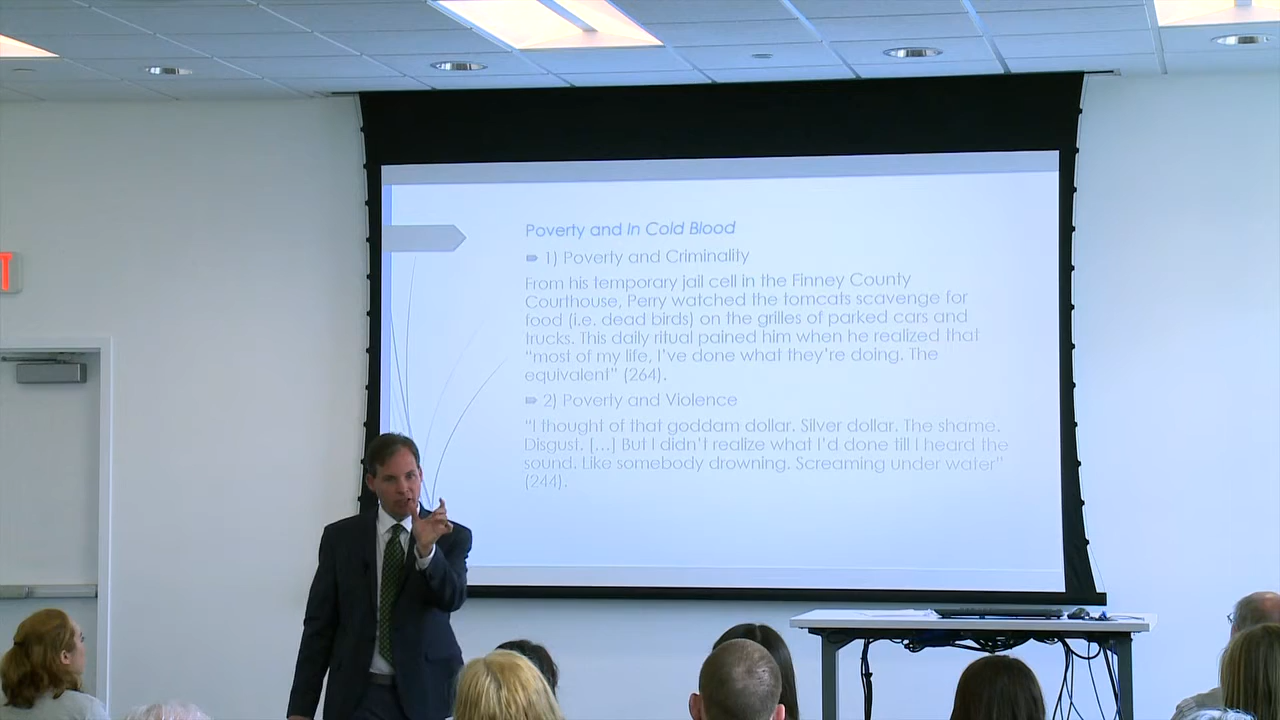 Poverty and In Cold Blood
1) Poverty and Criminality
From his temporary jail cell in the Finney County
Courthouse, Perry watched the tomcats scavenge for
food (i.e. dead birds) on the grilles of parked cars and
trucks. This daily ritual pained him when he realized that
“most of my life, I’ve done what they’re doing. The
equivalent” (264).
2) Poverty and Violence
“I thought of that goddam dollar. Silver dollar. The shame.
Disgust. [...] But I didn’t realize what I’d done till I heard the
sound. Like somebody drowning. Screaming under water”
(244).